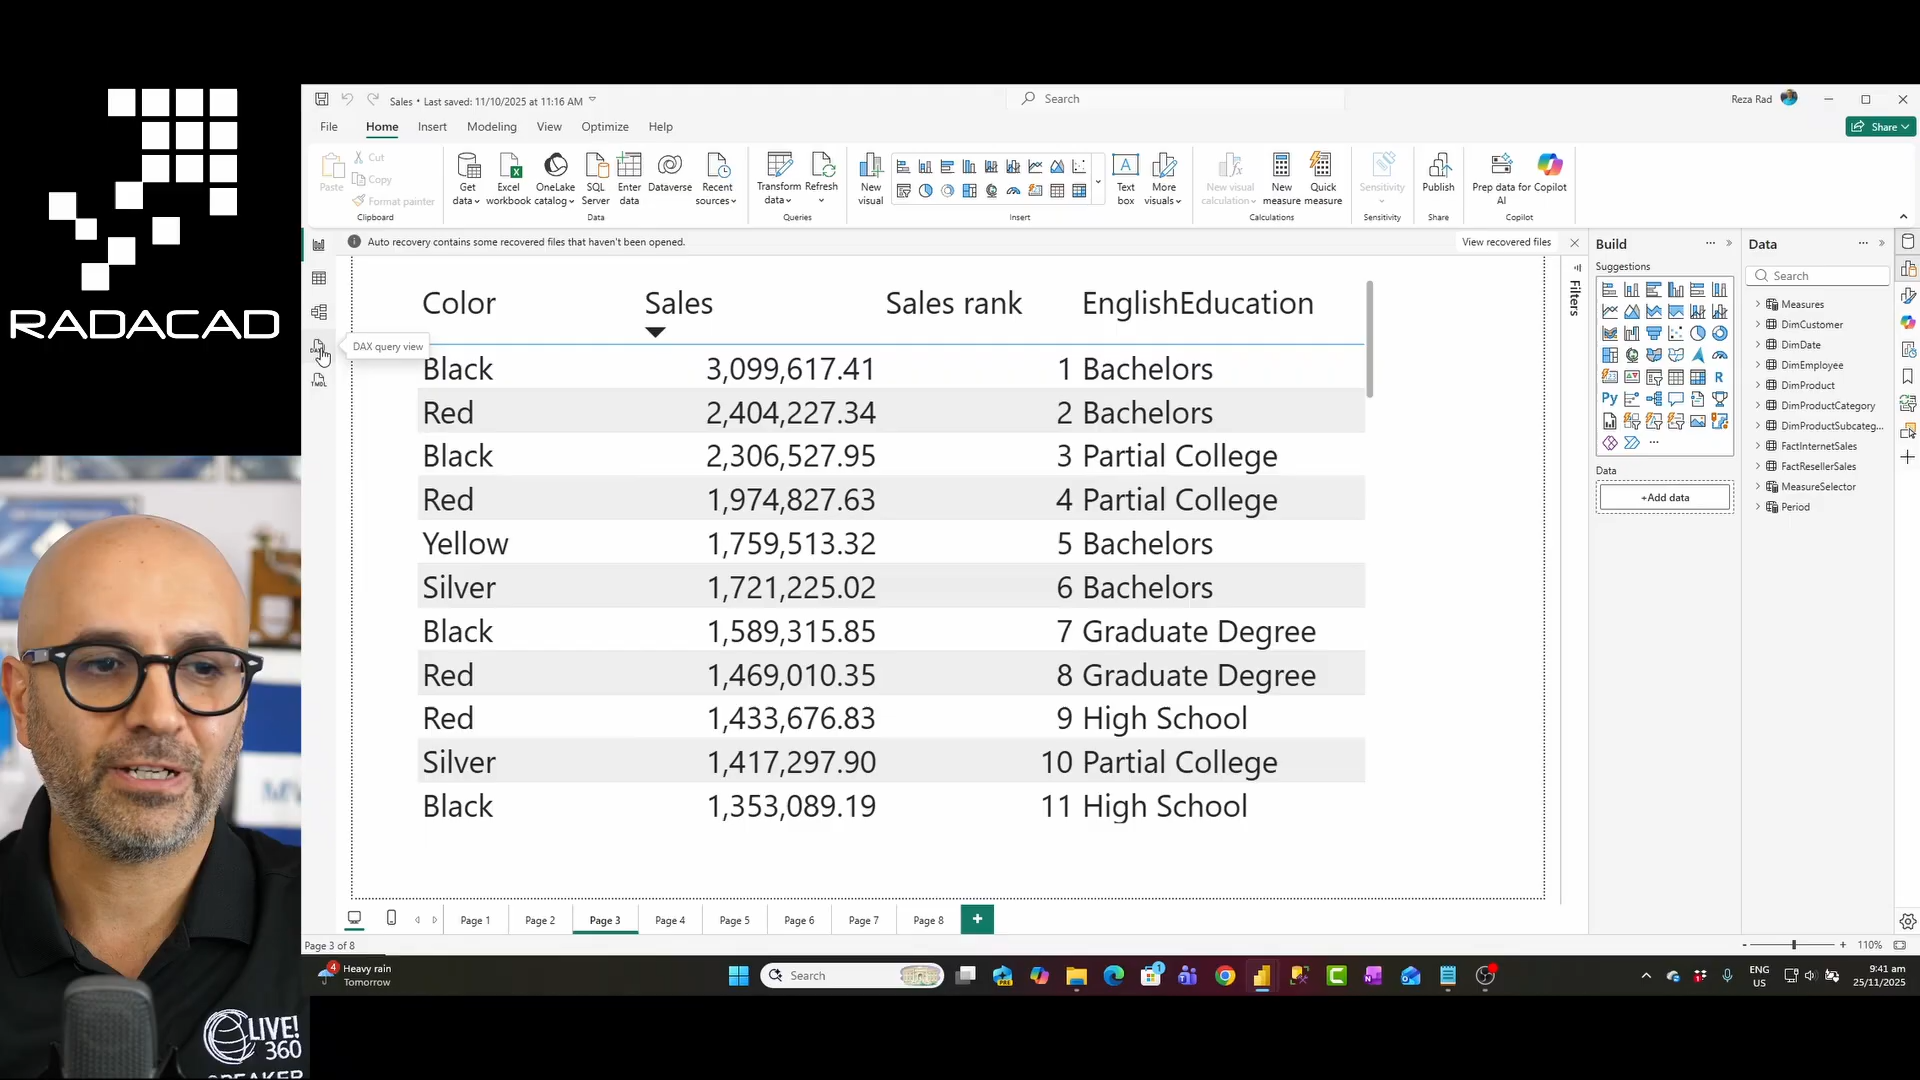 RADACAD
Sales • Last saved: 11/10/2025 at 11:16 AM
Search
Reza Rad
File
Home
Insert
Modeling
View
Optimize
Help
Share
Paste
Cut
Copy
Format painter
Clipboard
Get data
Excel workbook
OneLake catalog
SQL Server
Enter data
Dataverse
Recent sources
Data
Transform data
Refresh
Queries
New visual
Text box
More visuals
Insert
New visual calculation
New measure
Quick measure
Calculations
Sensitivity
Sensitivity
Publish
Share
Prep data for AI
Copilot
Copilot
Auto recovery contains some recovered files that haven't been opened.
View recovered files
DAX query view
TMDL
Color Sales Sales rank EnglishEducation
Black 3,099,617.41 1 Bachelors
Red 2,404,227.34 2 Bachelors
Black 2,306,527.95 3 Partial College
Red 1,974,827.63 4 Partial College
Yellow 1,759,513.32 5 Bachelors
Silver 1,721,225.02 6 Bachelors
Black 1,589,315.85 7 Graduate Degree
Red 1,469,010.35 8 Graduate Degree
Red 1,433,676.83 9 High School
Silver 1,417,297.90 10 Partial College
Black 1,353,089.19 11 High School
Filters
Build
Suggestions
R
Py
Data
+Add data
Data
Search
Measures
DimCustomer
DimDate
DimEmployee
DimProduct
DimProductCategory
DimProductSubcateg...
FactInternetSales
FactResellerSales
MeasureSelector
Period
Page 1
Page 2
Page 3
Page 4
Page 5
Page 6
Page 7
Page 8
+
Page 3 of 8
- + 110%
4
Heavy rain
Tomorrow
Search
PRE
1
ENG
US
9:41 am
25/11/2025
LIVE!
360
SPEAKER